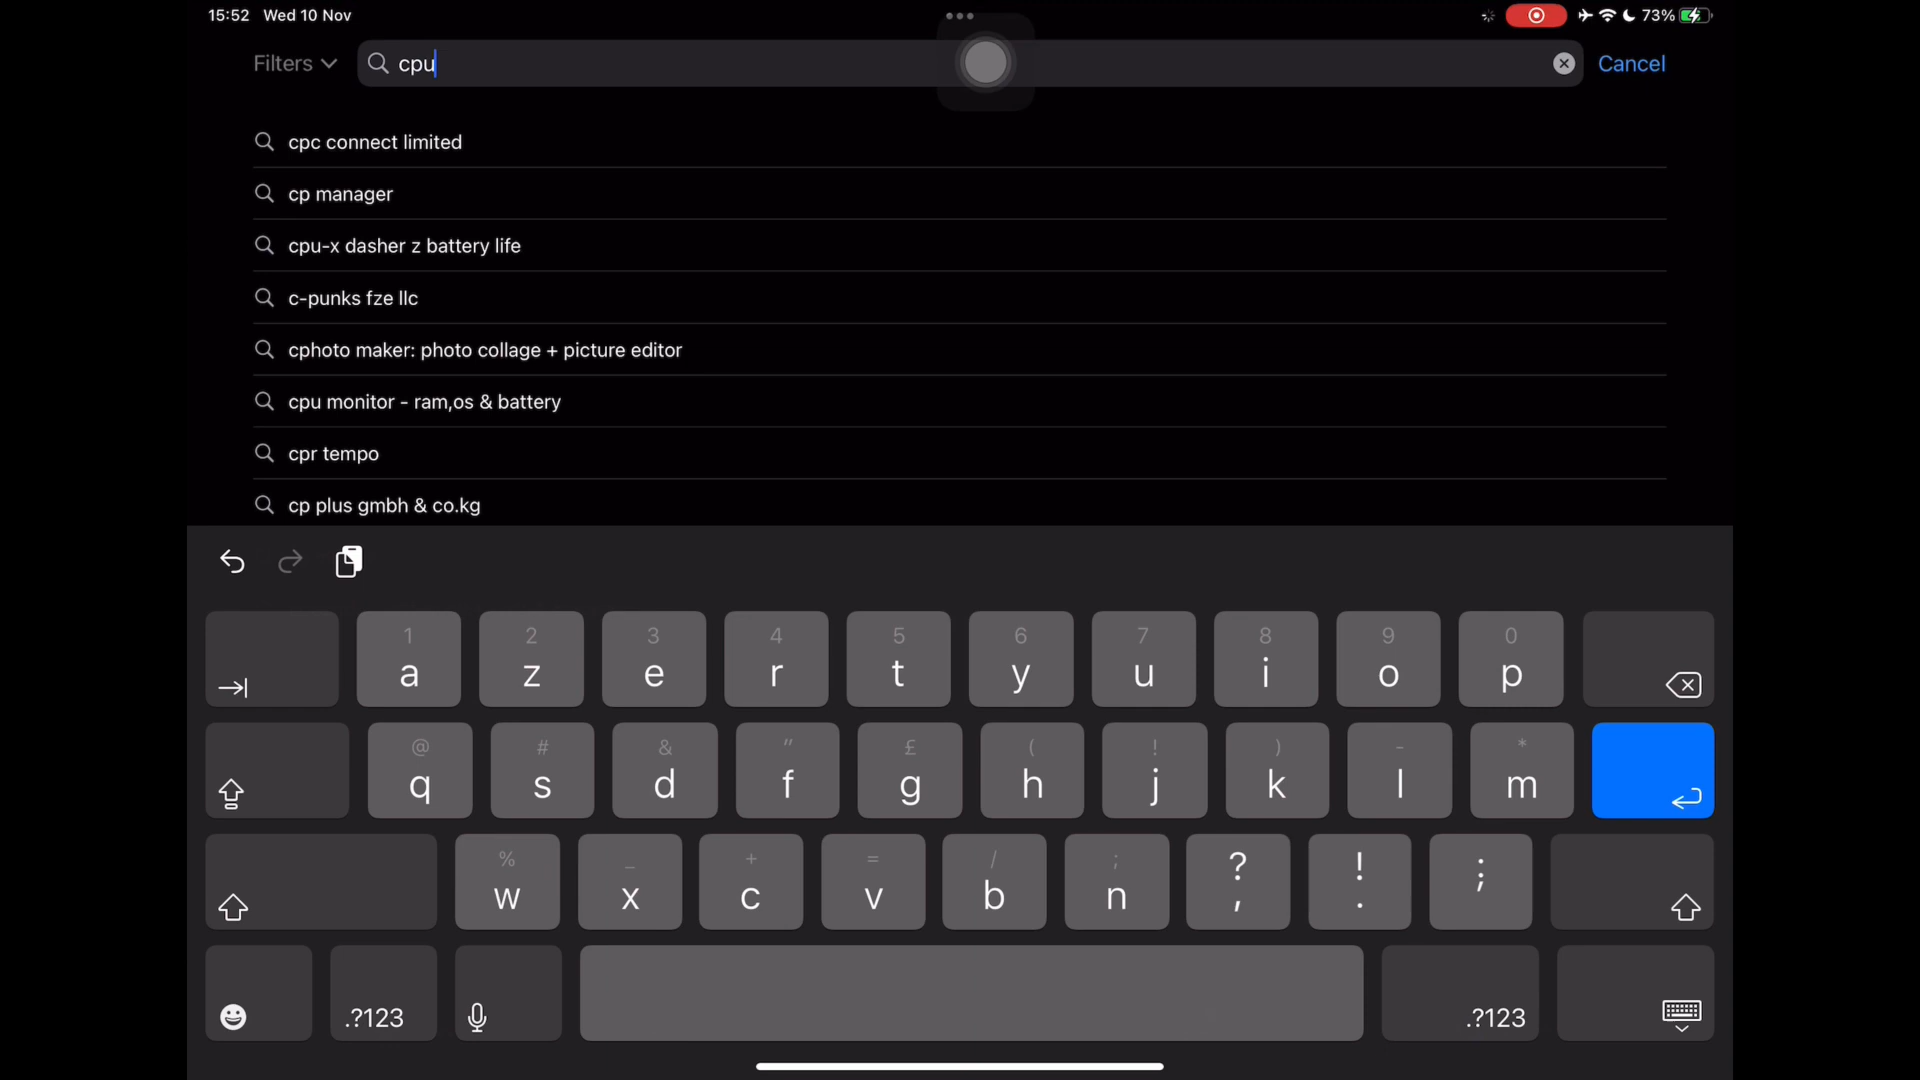 15:52 Wed 10 Nov 73%
Filters cpu Cancel
cpc connect limited
cp manager
cpu-x dasher z battery life
c-punks fze llc
cphoto maker: photo collage + picture editor
cpu monitor - ram,os & battery
cpr tempo
cp plus gmbh & co.kg
1 2 3 4 5 6 7 8 9 0
a z e r t y u i o p
@ # & " £ ( ! ) - *
q s d f g h j k l m
% _ + = / ; ? ! ;
w x c v b n , .
.?123 .?123